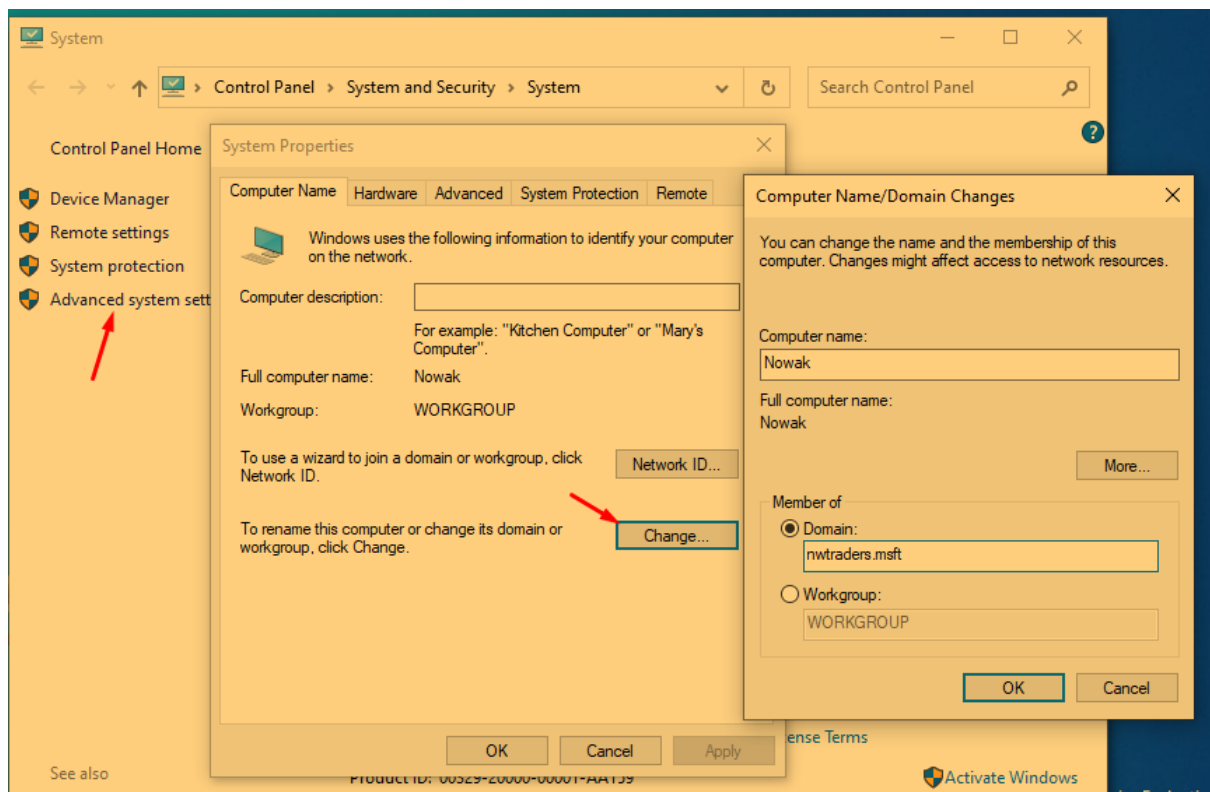 System
Control Panel › System and Security › System
Search Control Panel
Control Panel Home
Device Manager
Remote settings
System protection
Advanced system sett
System Properties
Computer Name Hardware Advanced System Protection Remote
Windows uses the following information to identify your computer
on the network.
Computer description:
For example: "Kitchen Computer" or "Mary's
Computer".
Full computer name: Nowak
Workgroup: WORKGROUP
To use a wizard to join a domain or workgroup, click
Network ID.
Network ID...
To rename this computer or change its domain or
workgroup, click Change.
Change...
OK Cancel Apply
Computer Name/Domain Changes
You can change the name and the membership of this
computer. Changes might affect access to network resources.
Computer name:
Nowak
Full computer name:
Nowak
More...
Member of
Domain:
nwtraders.msft
Workgroup:
WORKGROUP
OK Cancel
ense Terms
See also
Product ID: 00329-20000-00001-AA159
Activate Windows